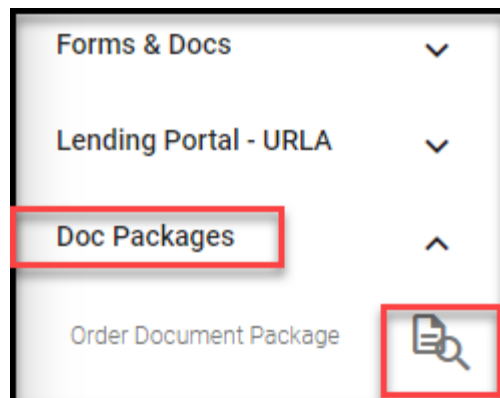 Forms & Docs
Lending Portal - URLA
Doc Packages
Order Document Package